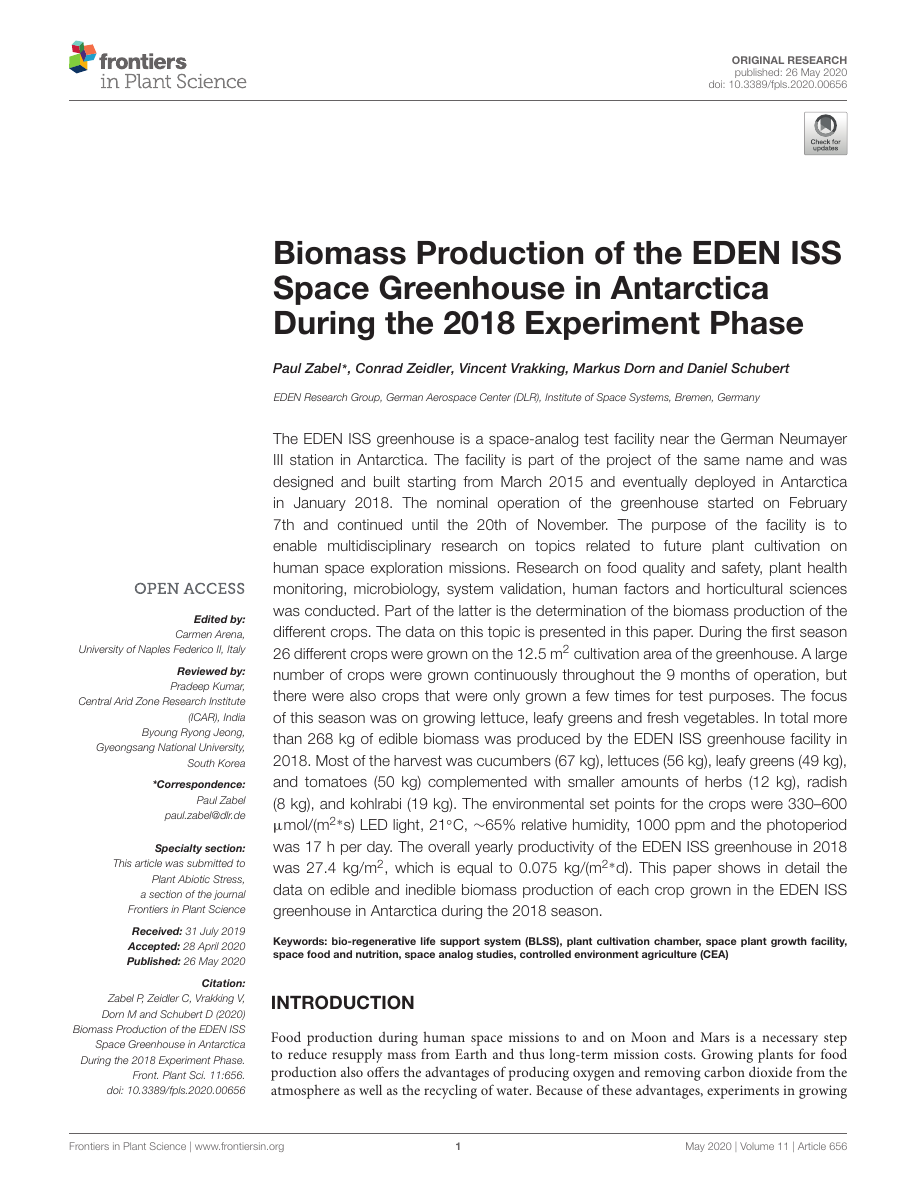 frontiers
in Plant Science
ORIGINAL RESEARCH
published: 26 May 2020
doi: 10.3389/fpls.2020.00656
Check for
updates
Biomass Production of the EDEN ISS
Space Greenhouse in Antarctica
During the 2018 Experiment Phase
Paul Zabel*, Conrad Zeidler, Vincent Vrakking, Markus Dorn and Daniel Schubert
EDEN Research Group, German Aerospace Center (DLR), Institute of Space Systems, Bremen, Germany
The EDEN ISS greenhouse is a space-analog test facility near the German Neumayer
III station in Antarctica. The facility is part of the project of the same name and was
designed and built starting from March 2015 and eventually deployed in Antarctica
in January 2018. The nominal operation of the greenhouse started on February
7th and continued until the 20th of November. The purpose of the facility is to
enable multidisciplinary research on topics related to future plant cultivation on
human space exploration missions. Research on food quality and safety, plant health
monitoring, microbiology, system validation, human factors and horticultural sciences
was conducted. Part of the latter is the determination of the biomass production of the
different crops. The data on this topic is presented in this paper. During the first season
26 different crops were grown on the 12.5 m² cultivation area of the greenhouse. A large
number of crops were grown continuously throughout the 9 months of operation, but
there were also crops that were only grown a few times for test purposes. The focus
of this season was on growing lettuce, leafy greens and fresh vegetables. In total more
than 268 kg of edible biomass was produced by the EDEN ISS greenhouse facility in
2018. Most of the harvest was cucumbers (67 kg), lettuces (56 kg), leafy greens (49 kg),
and tomatoes (50 kg) complemented with smaller amounts of herbs (12 kg), radish
(8 kg), and kohlrabi (19 kg). The environmental set points for the crops were 330–600
μmol/(m²*s) LED light, 21°C, ~65% relative humidity, 1000 ppm and the photoperiod
was 17 h per day. The overall yearly productivity of the EDEN ISS greenhouse in 2018
was 27.4 kg/m², which is equal to 0.075 kg/(m²*d). This paper shows in detail the
data on edible and inedible biomass production of each crop grown in the EDEN ISS
greenhouse in Antarctica during the 2018 season.
Keywords: bio-regenerative life support system (BLSS), plant cultivation chamber, space plant growth facility,
space food and nutrition, space analog studies, controlled environment agriculture (CEA)
OPEN ACCESS
Edited by:
Carmen Arena,
University of Naples Federico II, Italy
Reviewed by:
Pradeep Kumar,
Central Arid Zone Research Institute
(ICAR), India
Byoung Ryong Jeong,
Gyeongsang National University,
South Korea
*Correspondence:
Paul Zabel
paul.zabel@dlr.de
Specialty section:
This article was submitted to
Plant Abiotic Stress,
a section of the journal
Frontiers in Plant Science
Received: 31 July 2019
Accepted: 28 April 2020
Published: 26 May 2020
Citation:
Zabel P, Zeidler C, Vrakking V,
Dorn M and Schubert D (2020)
Biomass Production of the EDEN ISS
Space Greenhouse in Antarctica
During the 2018 Experiment Phase.
Front. Plant Sci. 11:656.
doi: 10.3389/fpls.2020.00656
INTRODUCTION
Food production during human space missions to and on Moon and Mars is a necessary step
to reduce resupply mass from Earth and thus long-term mission costs. Growing plants for food
production also offers the advantages of producing oxygen and removing carbon dioxide from the
atmosphere as well as the recycling of water. Because of these advantages, experiments in growing
Frontiers in Plant Science | www.frontiersin.org
1
May 2020 | Volume 11 | Article 656